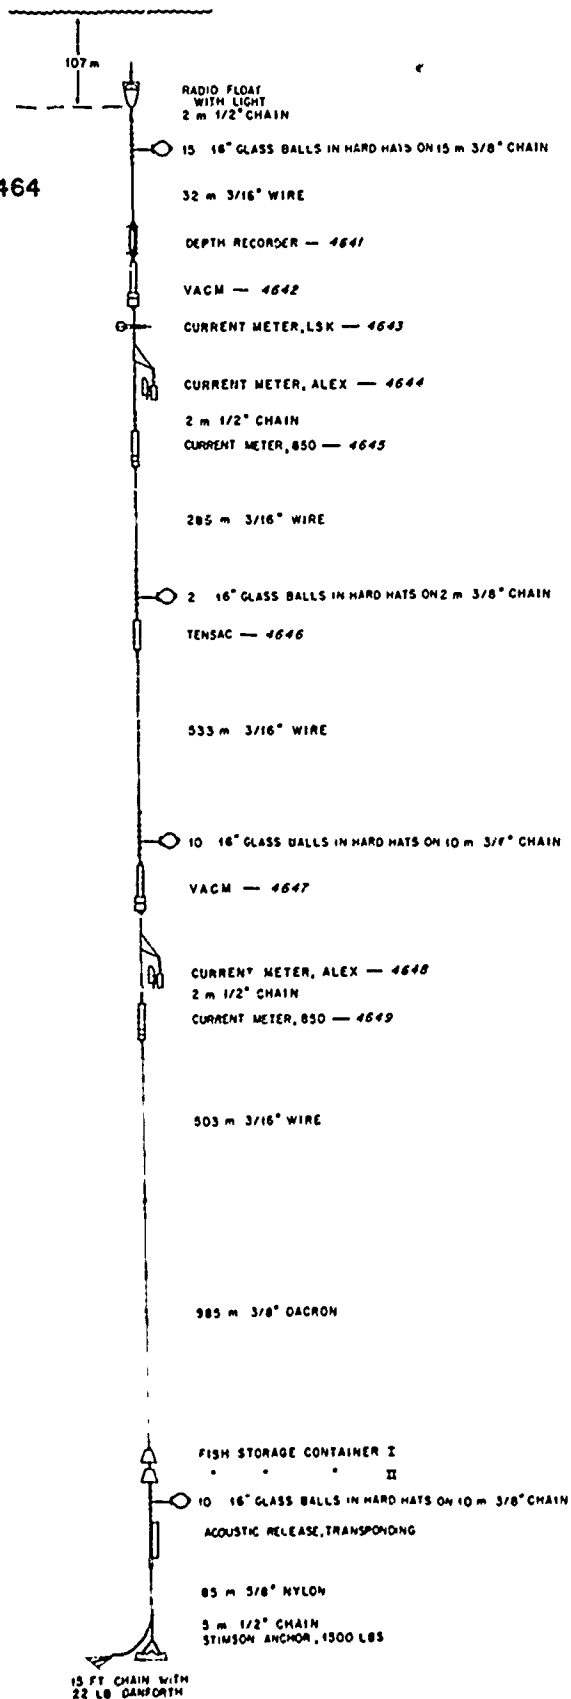 107 m
RADIO FLOAT
WITH LIGHT
2 m 1/2" CHAIN
15 16" GLASS BALLS IN HARD HATS ON 15 m 3/8" CHAIN
464
32 m 3/16" WIRE
DEPTH RECORDER — 4641
VACM — 4642
CURRENT METER, LSK — 4643
CURRENT METER, ALEX — 4644
2 m 1/2" CHAIN
CURRENT METER, 850 — 4645
285 m 3/16" WIRE
2 16" GLASS BALLS IN HARD HATS ON 2 m 3/8" CHAIN
TENSAC — 4646
533 m 3/16" WIRE
10 16" GLASS BALLS IN HARD HATS ON 10 m CHAIN
VACM — 4647
CURRENT METER, ALEX — 4648
2 m 1/2" CHAIN
CURRENT METER, 850 — 4649
503 m 3/16" WIRE
985 m 3/8" DACRON
FISH STORAGE CONTAINER I
" " " II
10 16" GLASS BALLS IN HARD HATS ON 10 m 3/8" CHAIN
ACOUSTIC RELEASE, TRANSPONDING
85 m 5/8" NYLON
5 m 1/2" CHAIN
STIMSON ANCHOR, 1500 LBS
15 FT CHAIN WITH
22 LB DANFORTH